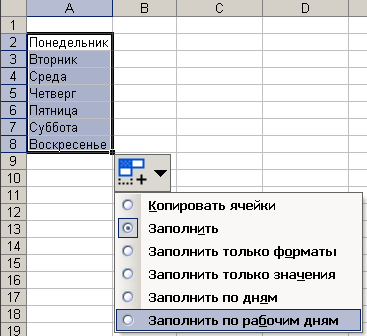 A B C D
1
2 Понедельник
3 Вторник
4 Среда
5 Четверг
6 Пятница
7 Суббота
8 Воскресенье
9
10
11
12 Копировать ячейки
13 Заполнить
14 Заполнить только форматы
15
16 Заполнить только значения
17 Заполнить по дням
18 Заполнить по рабочим дням
19